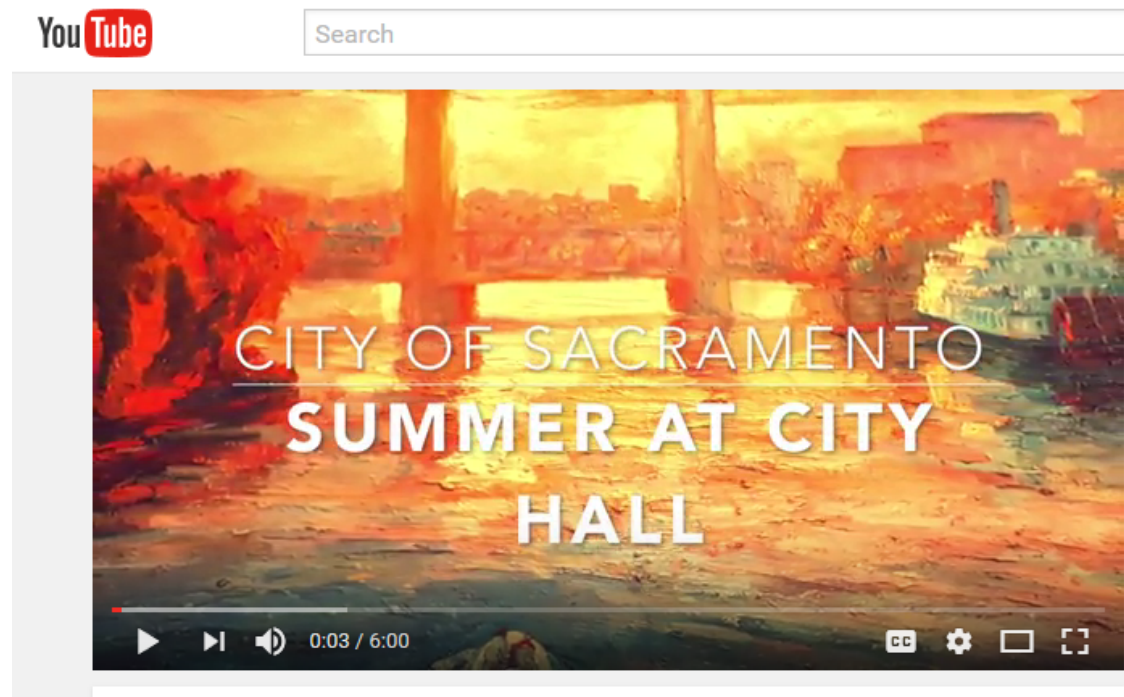 YouTube
Search
CITY OF SACRAMENTO
SUMMER AT CITY
HALL
0:03 / 6:00
CC